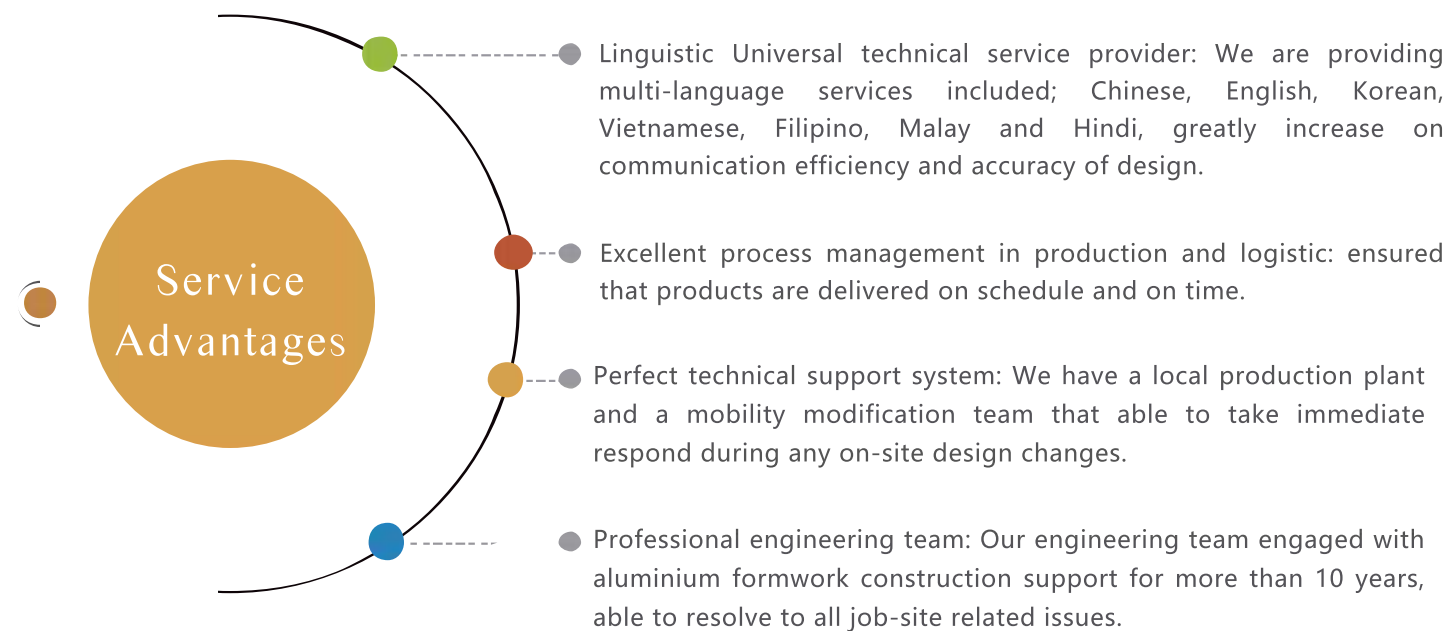 Service
Advantages
Linguistic Universal technical service provider: We are providing
multi-language services included; Chinese, English, Korean,
Vietnamese, Filipino, Malay and Hindi, greatly increase on
communication efficiency and accuracy of design.
Excellent process management in production and logistic: ensured
that products are delivered on schedule and on time.
Perfect technical support system: We have a local production plant
and a mobility modification team that able to take immediate
respond during any on-site design changes.
Professional engineering team: Our engineering team engaged with
aluminium formwork construction support for more than 10 years,
able to resolve to all job-site related issues.